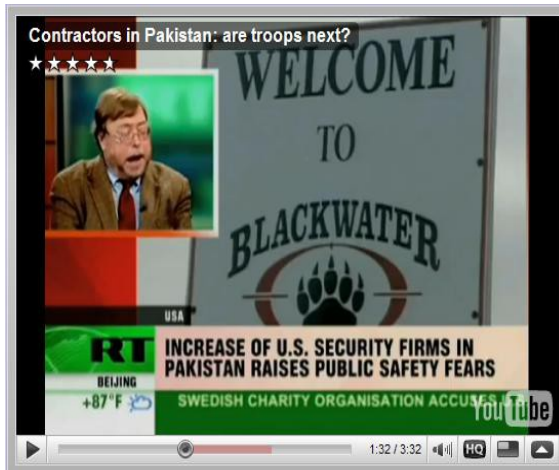 Contractors in Pakistan: are troops next?
WELCOME
TO
BLACKWATER
USA
RT
INCREASE OF U.S. SECURITY FIRMS IN
PAKISTAN RAISES PUBLIC SAFETY FEARS
BEIJING
+87°F
SWEDISH CHARITY ORGANISATION ACCUSES
YouTube
1:32 / 3:32
HQ